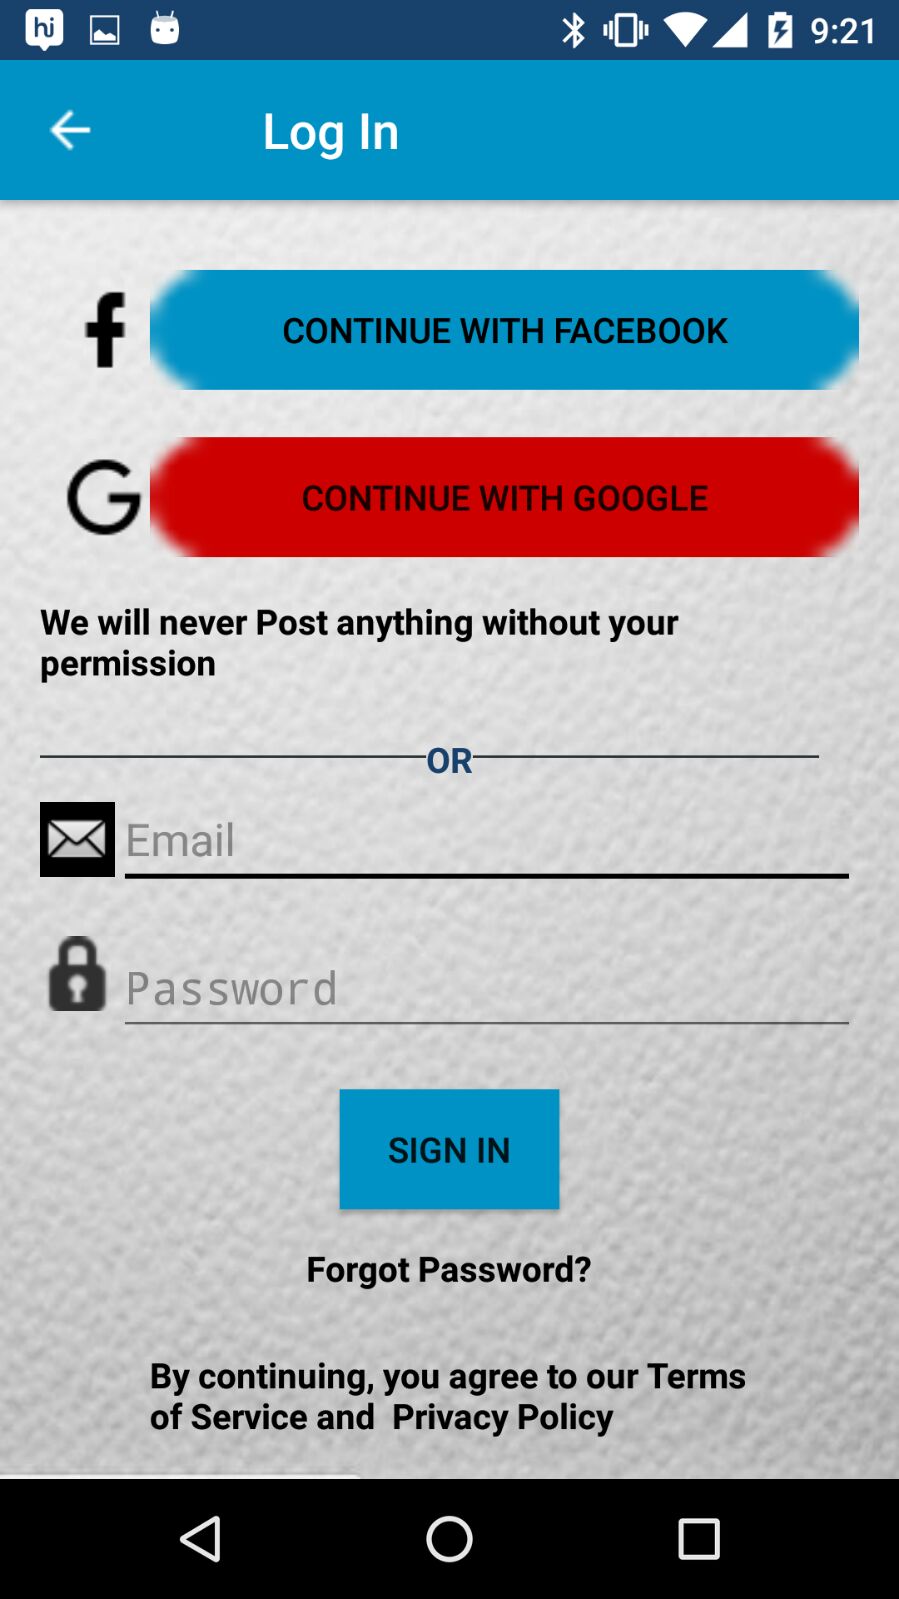 hi 9:21
Log In
CONTINUE WITH FACEBOOK
CONTINUE WITH GOOGLE
We will never Post anything without your
permission
OR
Email
Password
SIGN IN
Forgot Password?
By continuing, you agree to our Terms
of Service and  Privacy Policy